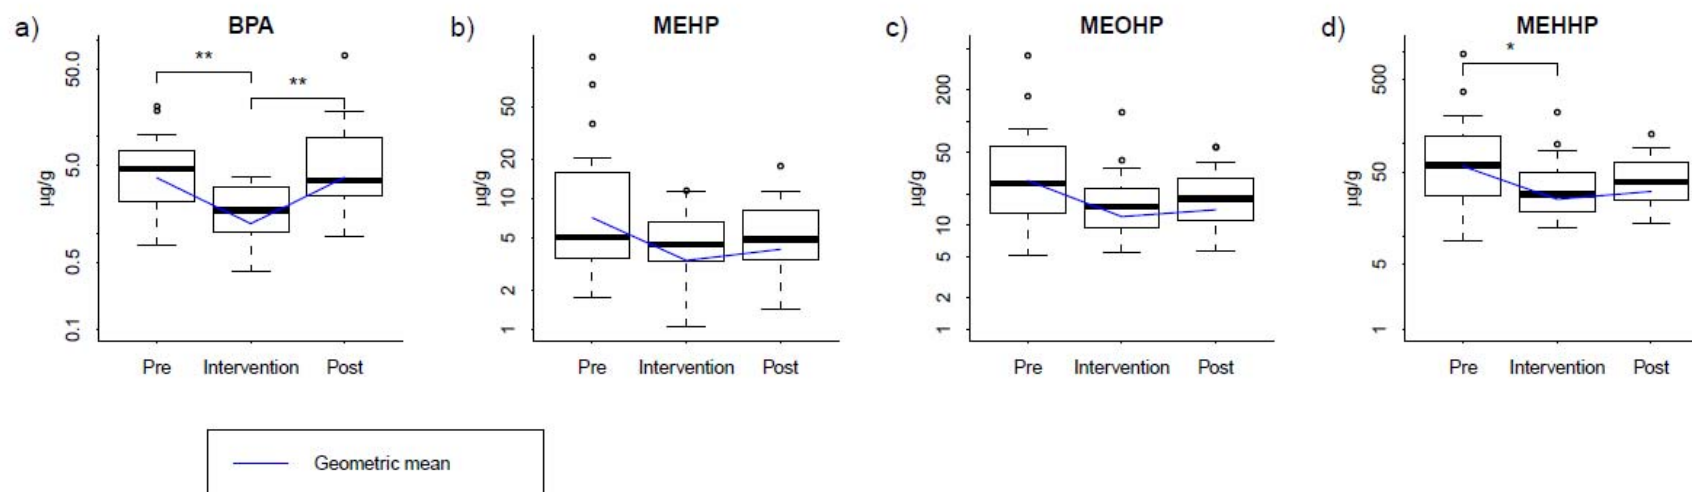 a) BPA
b) MEHP
c) MEOHP
d) MEHHP
** **
*
µg/g
50.0
5.0
0.5
0.1
Pre Intervention Post
µg/g
50
20
10
5
2
1
Pre Intervention Post
µg/g
200
50
10
5
2
1
Pre Intervention Post
µg/g
500
50
5
1
Pre Intervention Post
Geometric mean